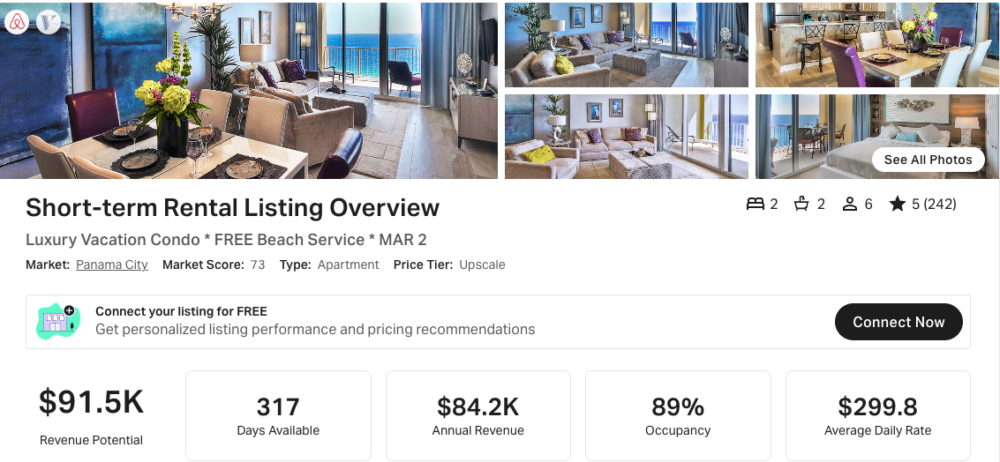 See All Photos
Short-term Rental Listing Overview
2 2 6 5 (242)
Luxury Vacation Condo * FREE Beach Service * MAR 2
Market: Panama City Market Score: 73 Type: Apartment Price Tier: Upscale
Connect your listing for FREE
Get personalized listing performance and pricing recommendations
Connect Now
$91.5K
Revenue Potential
317
Days Available
$84.2K
Annual Revenue
89%
Occupancy
$299.8
Average Daily Rate